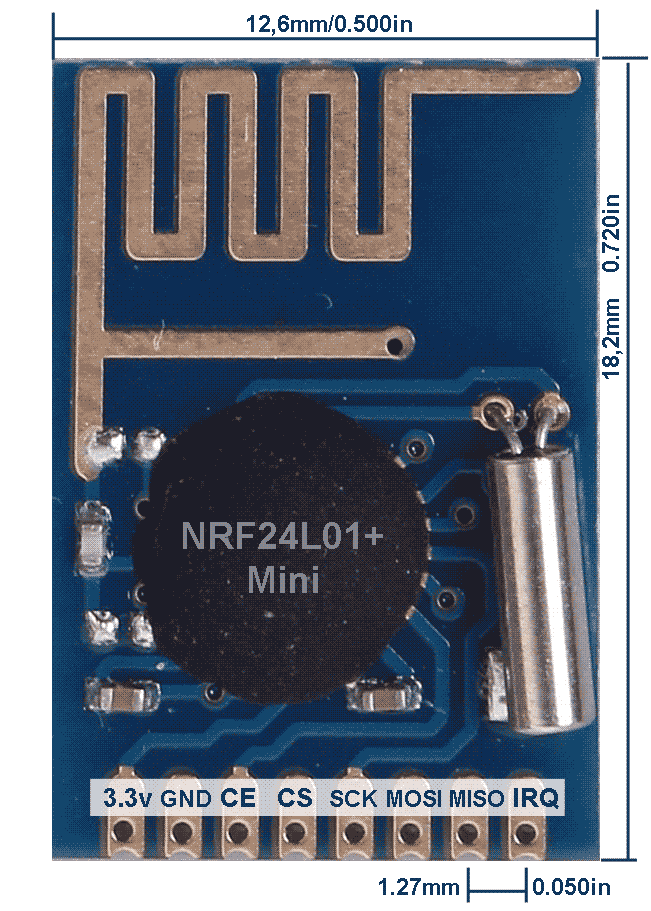 12,6mm/0.500in
18,2mm 0.720in
NRF24L01+
Mini
3.3v GND CE CS SCK MOSI MISO IRQ
1.27mm 0.050in